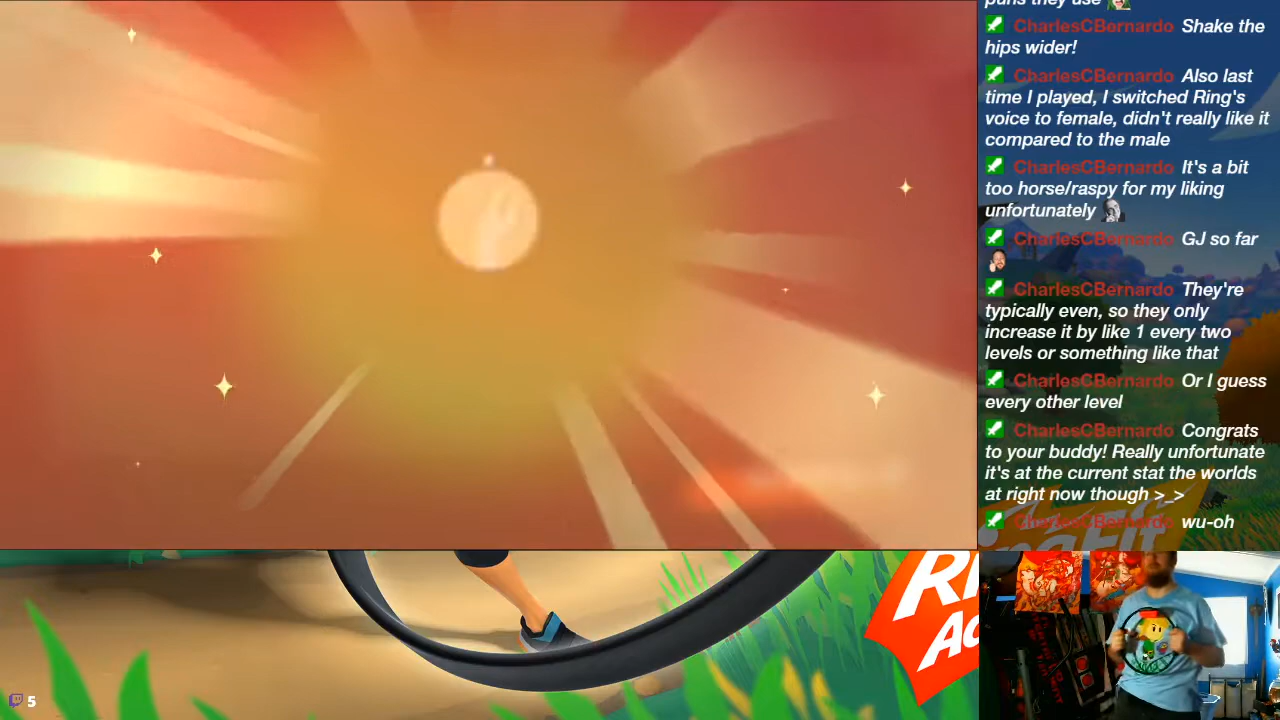 puns they use
CharlesCBernardo Shake the
hips wider!
CharlesCBernardo Also last
time I played, I switched Ring's
voice to female, didn't really like it
compared to the male
CharlesCBernardo It's a bit
too horse/raspy for my liking
unfortunately
CharlesCBernardo GJ so far
CharlesCBernardo They're
typically even, so they only
increase it by like 1 every two
levels or something like that
CharlesCBernardo Or I guess
every other level
CharlesCBernardo Congrats
to your buddy! Really unfortunate
it's at the current stat the worlds
at right now though >_>
CharlesCBernardo wu-oh
5